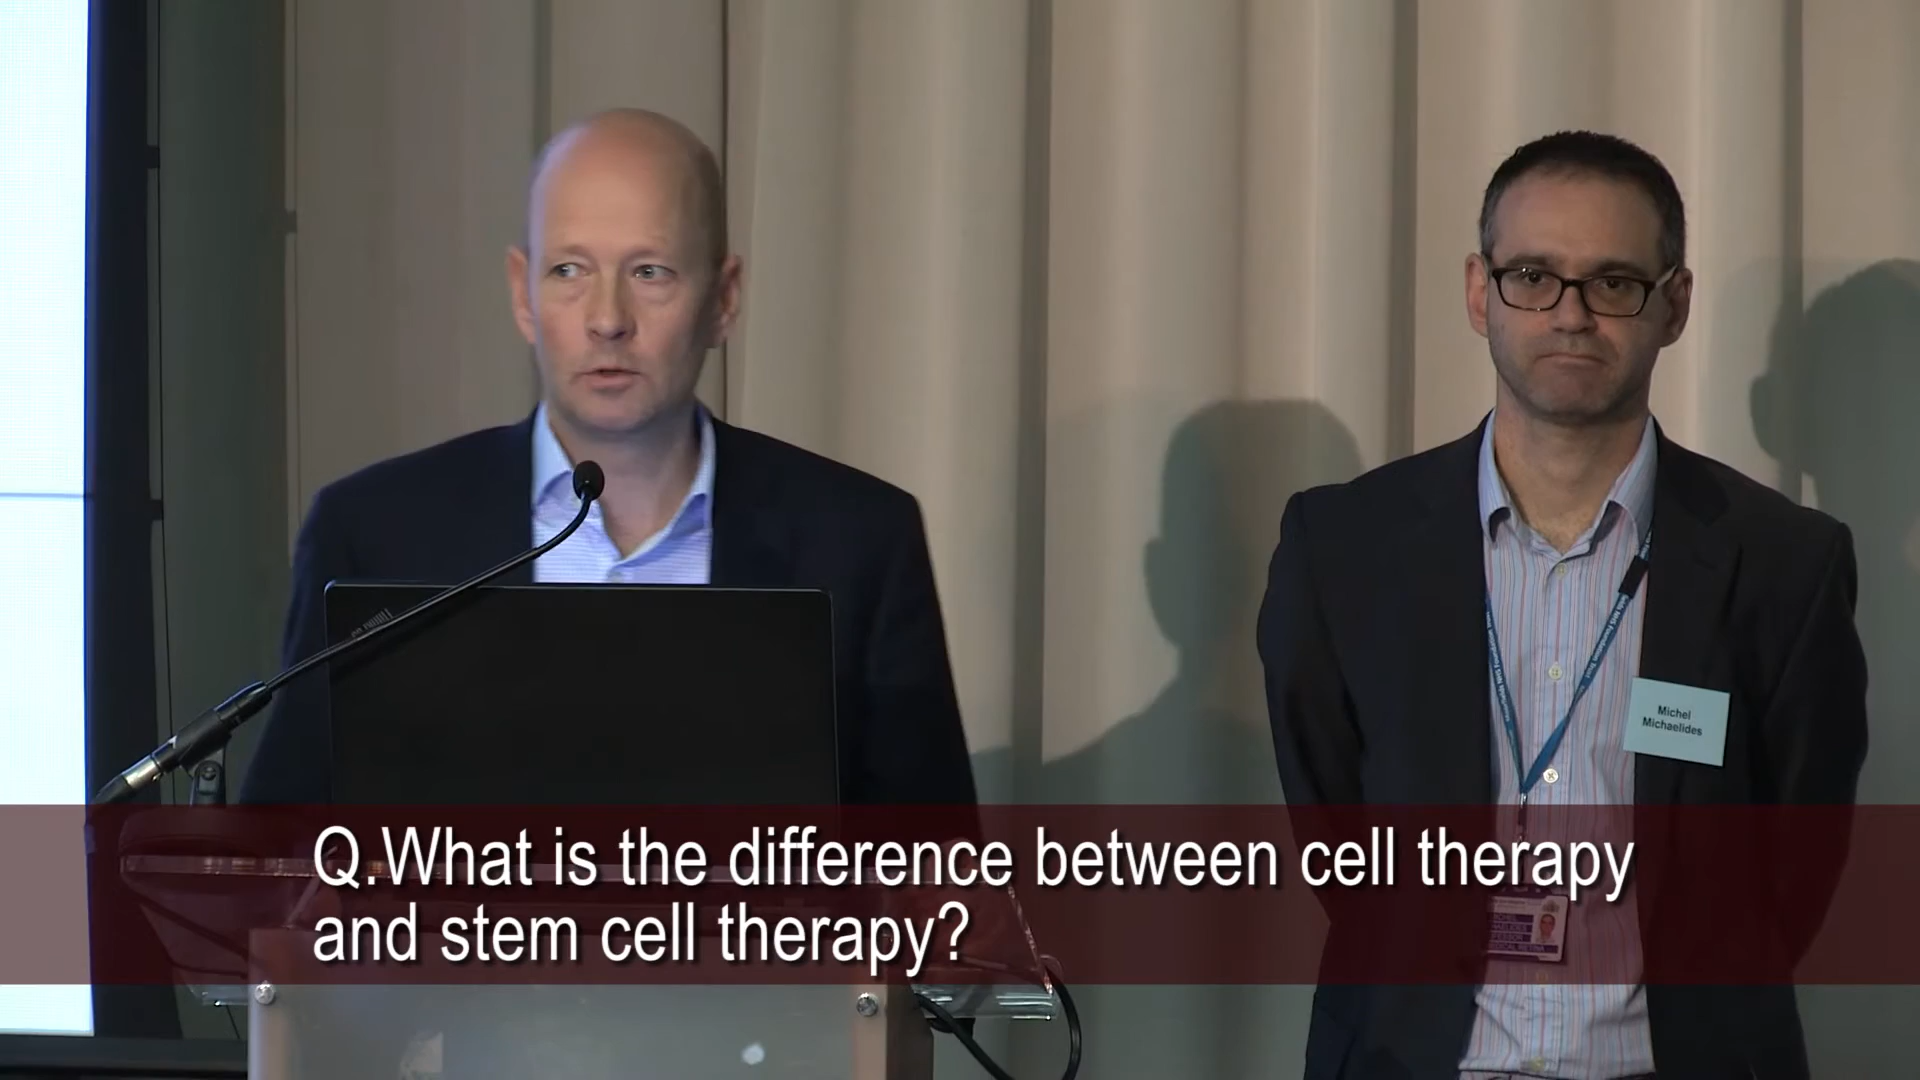 Michel
Michaelides
Q.What is the difference between cell therapy
and stem cell therapy?